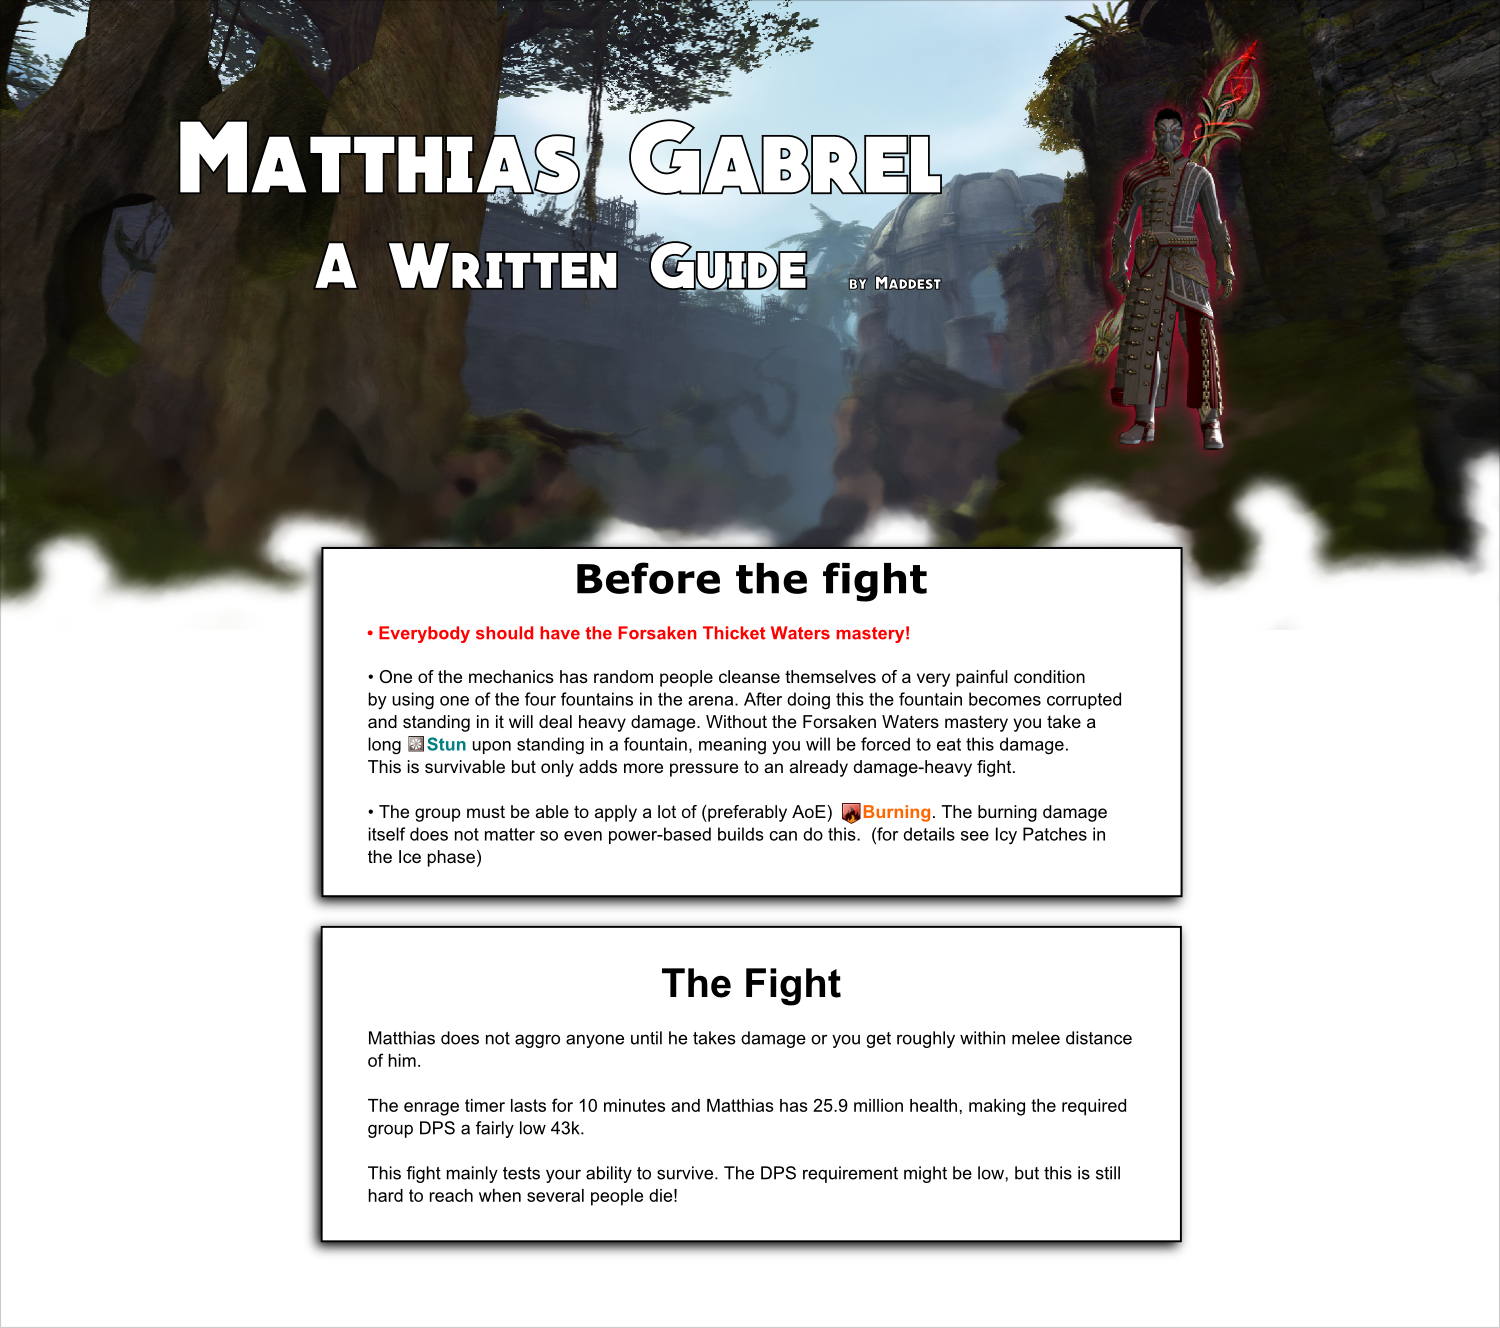 Matthias Gabrel
A Written Guide by Maddest
Before the fight
• Everybody should have the Forsaken Thicket Waters mastery!
• One of the mechanics has random people cleanse themselves of a very painful condition
by using one of the four fountains in the arena. After doing this the fountain becomes corrupted
and standing in it will deal heavy damage. Without the Forsaken Waters mastery you take a
long Stun upon standing in a fountain, meaning you will be forced to eat this damage.
This is survivable but only adds more pressure to an already damage-heavy fight.
• The group must be able to apply a lot of (preferably AoE) Burning. The burning damage
itself does not matter so even power-based builds can do this. (for details see Icy Patches in
the Ice phase)
The Fight
Matthias does not aggro anyone until he takes damage or you get roughly within melee distance
of him.
The enrage timer lasts for 10 minutes and Matthias has 25.9 million health, making the required
group DPS a fairly low 43k.
This fight mainly tests your ability to survive. The DPS requirement might be low, but this is still
hard to reach when several people die!